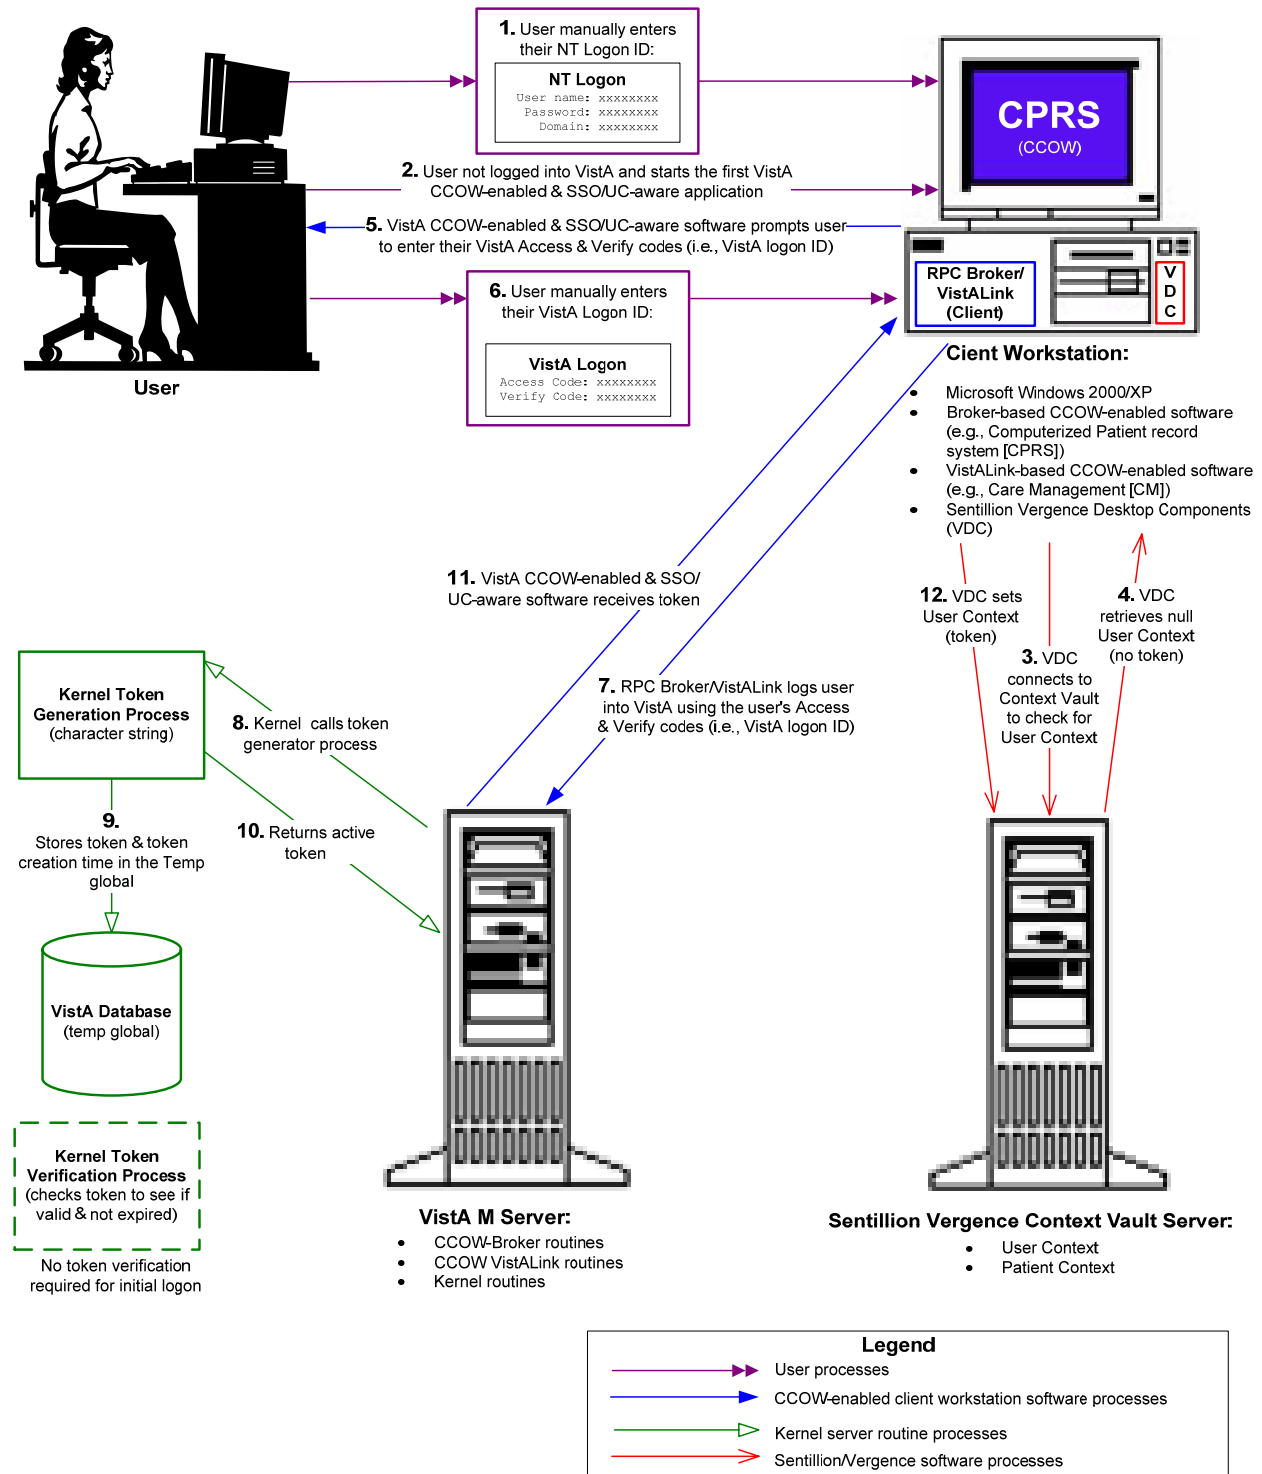 1. User manually enters
their NT Logon ID:
NT Logon
User name: xxxxxxxx
Password: xxxxxxxx
Domain: xxxxxxxx
CPRS
(CCOW)
2. User not logged into VistA and starts the first VistA
CCOW-enabled & SSO/UC-aware application
5. VistA CCOW-enabled & SSO/UC-aware software prompts user
to enter their VistA Access & Verify codes (i.e., VistA logon ID)
RPC Broker/
VistALink
(Client)
V
D
C
6. User manually enters
their VistA Logon ID:
VistA Logon
Access Code: xxxxxxxx
Verify Code: xxxxxxxx
User
Cient Workstation:
• Microsoft Windows 2000/XP
• Broker-based CCOW-enabled software
(e.g., Computerized Patient record
system [CPRS])
• VistALink-based CCOW-enabled software
(e.g., Care Management [CM])
• Sentillion Vergence Desktop Components
(VDC)
11. VistA CCOW-enabled & SSO/
UC-aware software receives token
12. VDC sets
User Context
(token)
4. VDC
retrieves null
User Context
(no token)
3. VDC
connects to
Context Vault
to check for
User Context
7. RPC Broker/VistALink logs user
into VistA using the user's Access
& Verify codes (i.e., VistA logon ID)
Kernel Token
Generation Process
(character string)
8. Kernel calls token
generator process
9.
Stores token & token
creation time in the Temp
global
10. Returns active
token
VistA Database
(temp global)
Kernel Token
Verification Process
(checks token to see if
valid & not expired)
No token verification
required for initial logon
VistA M Server:
• CCOW-Broker routines
• CCOW VistALink routines
• Kernel routines
Sentillion Vergence Context Vault Server:
• User Context
• Patient Context
Legend
User processes
CCOW-enabled client workstation software processes
Kernel server routine processes
Sentillion/Vergence software processes